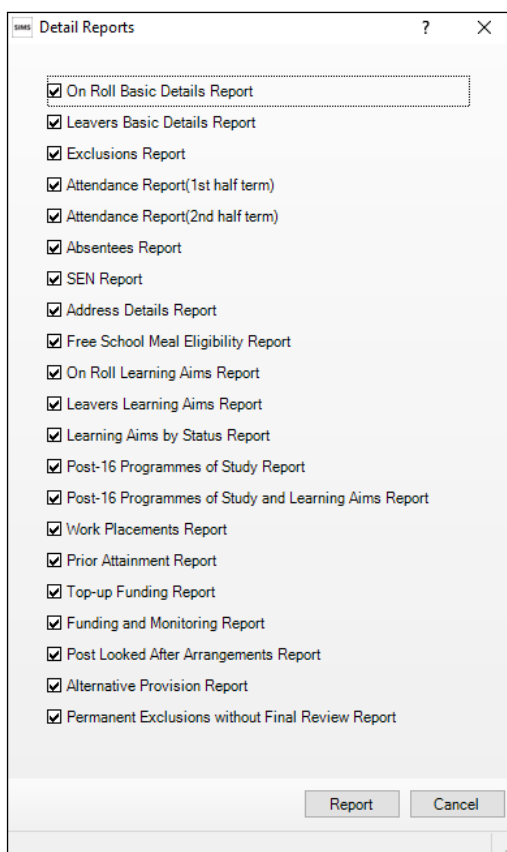 SIMS Detail Reports ?
On Roll Basic Details Report
Leavers Basic Details Report
Exclusions Report
Attendance Report(1st half term)
Attendance Report(2nd half term)
Absentees Report
SEN Report
Address Details Report
Free School Meal Eligibility Report
On Roll Learning Aims Report
Leavers Learning Aims Report
Learning Aims by Status Report
Post-16 Programmes of Study Report
Post-16 Programmes of Study and Learning Aims Report
Work Placements Report
Prior Attainment Report
Top-up Funding Report
Funding and Monitoring Report
Post Looked After Arrangements Report
Alternative Provision Report
Permanent Exclusions without Final Review Report
Report Cancel